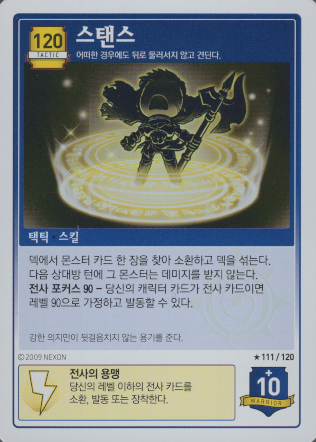 120
TACTIC
스탠스
어떠한 경우에도 뒤로 물러서지 않고 견딘다.
택틱 · 스킬
덱에서 몬스터 카드 한 장을 찾아 소환하고 덱을 섞는다.
다음 상대방 턴에 그 몬스터는 데미지를 받지 않는다.
전사 포커스 90 – 당신의 캐릭터 카드가 전사 카드이면
레벨 90으로 가정하고 발동할 수 있다.
강한 의지만이 뒷걸음치지 않는 용기를 준다.
©2009 NEXON
★111 / 120
전사의 용맹
당신의 레벨 이하의 전사 카드를
소환, 발동 또는 장착한다.
+
10
WARRIOR